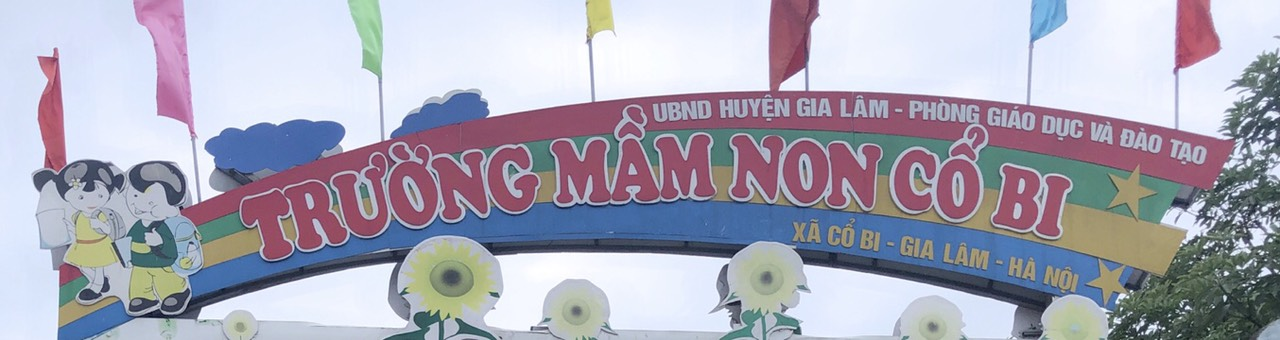 UBND HUYỆN GIA LÂM - PHÒNG GIÁO DỤC VÀ ĐÀO TẠO
TRƯỜNG MẦM NON CỔ BI
XÃ CỔ BI - GIA LÂM - HÀ NỘI